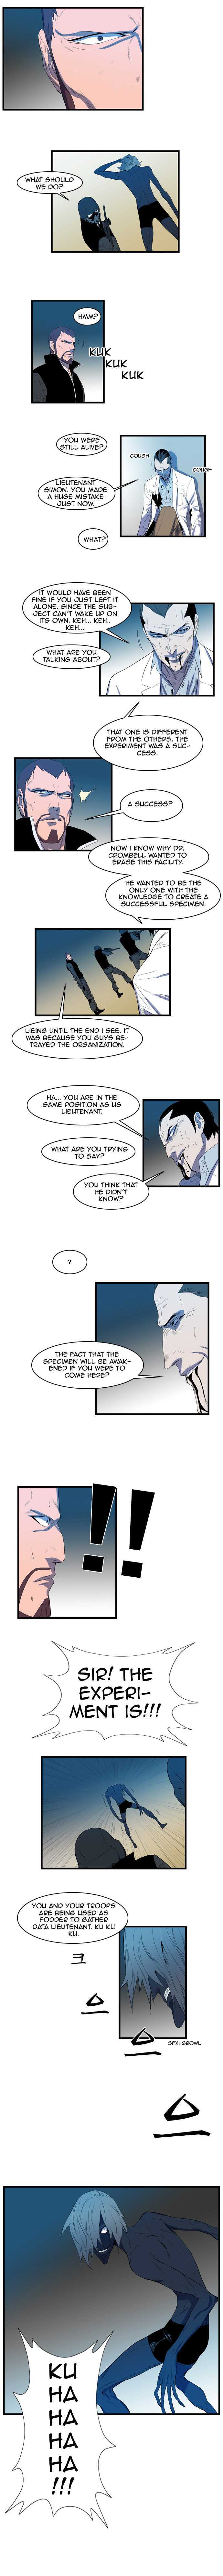 WHAT SHOULD
WE DO?
HMM?
KUK
KUK
KUK
YOU WERE
STILL ALIVE?
COUGH
COUGH
LIEUTENANT
SIMON. YOU MADE
A HUGE MISTAKE
JUST NOW.
WHAT?
IT WOULD HAVE BEEN
FINE IF YOU JUST LEFT IT
ALONE. SINCE THE SUB-
JECT CAN'T WAKE UP ON
ITS OWN. KEH... KEH..
KEH...
WHAT ARE YOU
TALKING ABOUT?
THAT ONE IS DIFFERENT
FROM THE OTHERS. THE
EXPERIMENT WAS A SUC-
CESS.
A SUCCESS?
NOW I KNOW WHY DR.
CROMBELL WANTED TO
ERASE THIS FACILITY.
HE WANTED TO BE THE
ONLY ONE WITH THE
KNOWLEDGE TO CREATE A
SUCCESSFUL SPECIMEN.
LIEING UNTIL THE END I SEE. IT
WAS BECAUSE YOU GUYS BE-
TRAYED THE ORGANIZATION.
HA... YOU ARE IN THE
SAME POSITION AS US
LIEUTENANT.
WHAT ARE YOU TRYING
TO SAY?
YOU THINK THAT
HE DIDN'T
KNOW?
?
THE FACT THAT THE
SPECIMEN WILL BE AWAK-
ENED IF YOU WERE TO
COME HERE?
!!
SIR! THE
EXPERI-
MENT IS!!!
YOU AND YOUR TROOPS
ARE BEING USED AS
FODDER TO GATHER
DATA LIEUTENANT. KU KU
KU.
크
스
스
SFX: GROWL
스
KU
HA
HA
HA
HA
!!!